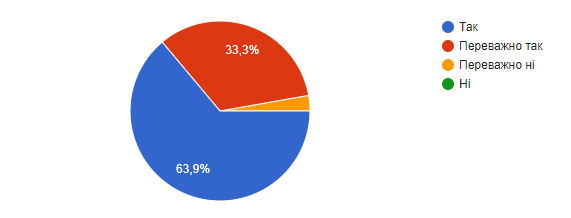 33,3%
63,9%
Так
Переважно так
Переважно ні
Ні